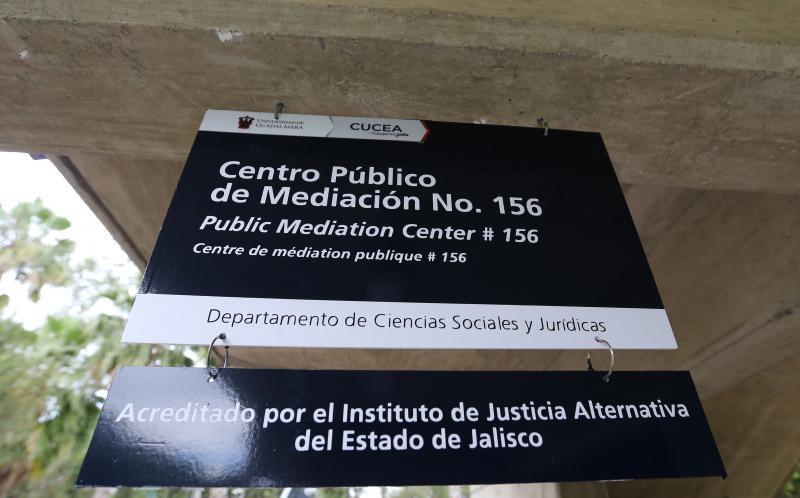 UNIVERSIDAD DE
GUADALAJARA
CUCEA
Centro Público
de Mediación No. 156
Public Mediation Center # 156
Centre de médiation publique # 156
Departamento de Ciencias Sociales y Jurídicas
Acreditado por el Instituto de Justicia Alternativa
del Estado de Jalisco